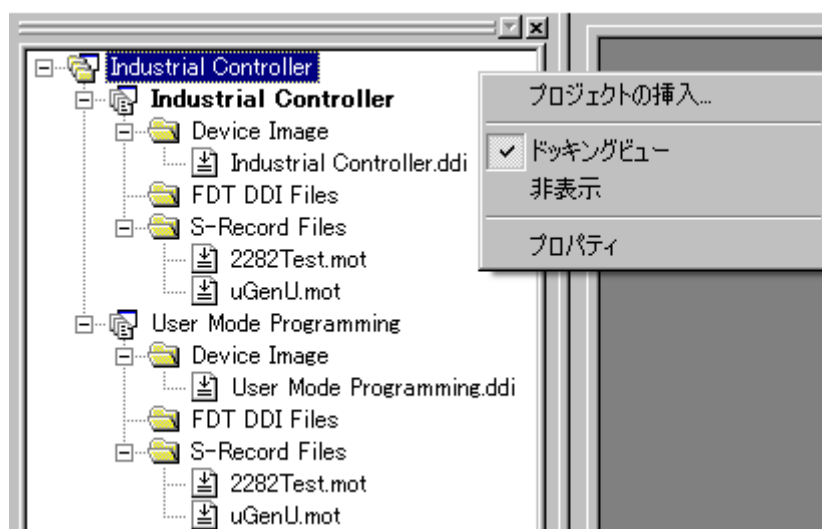 Industrial Controller
Industrial Controller
Device Image
Industrial Controller.ddi
FDT DDI Files
S-Record Files
2282Test.mot
uGenU.mot
User Mode Programming
Device Image
User Mode Programming.ddi
FDT DDI Files
S-Record Files
2282Test.mot
uGenU.mot
プロジェクトの挿入...
ドッキングビュー
非表示
プロパティ